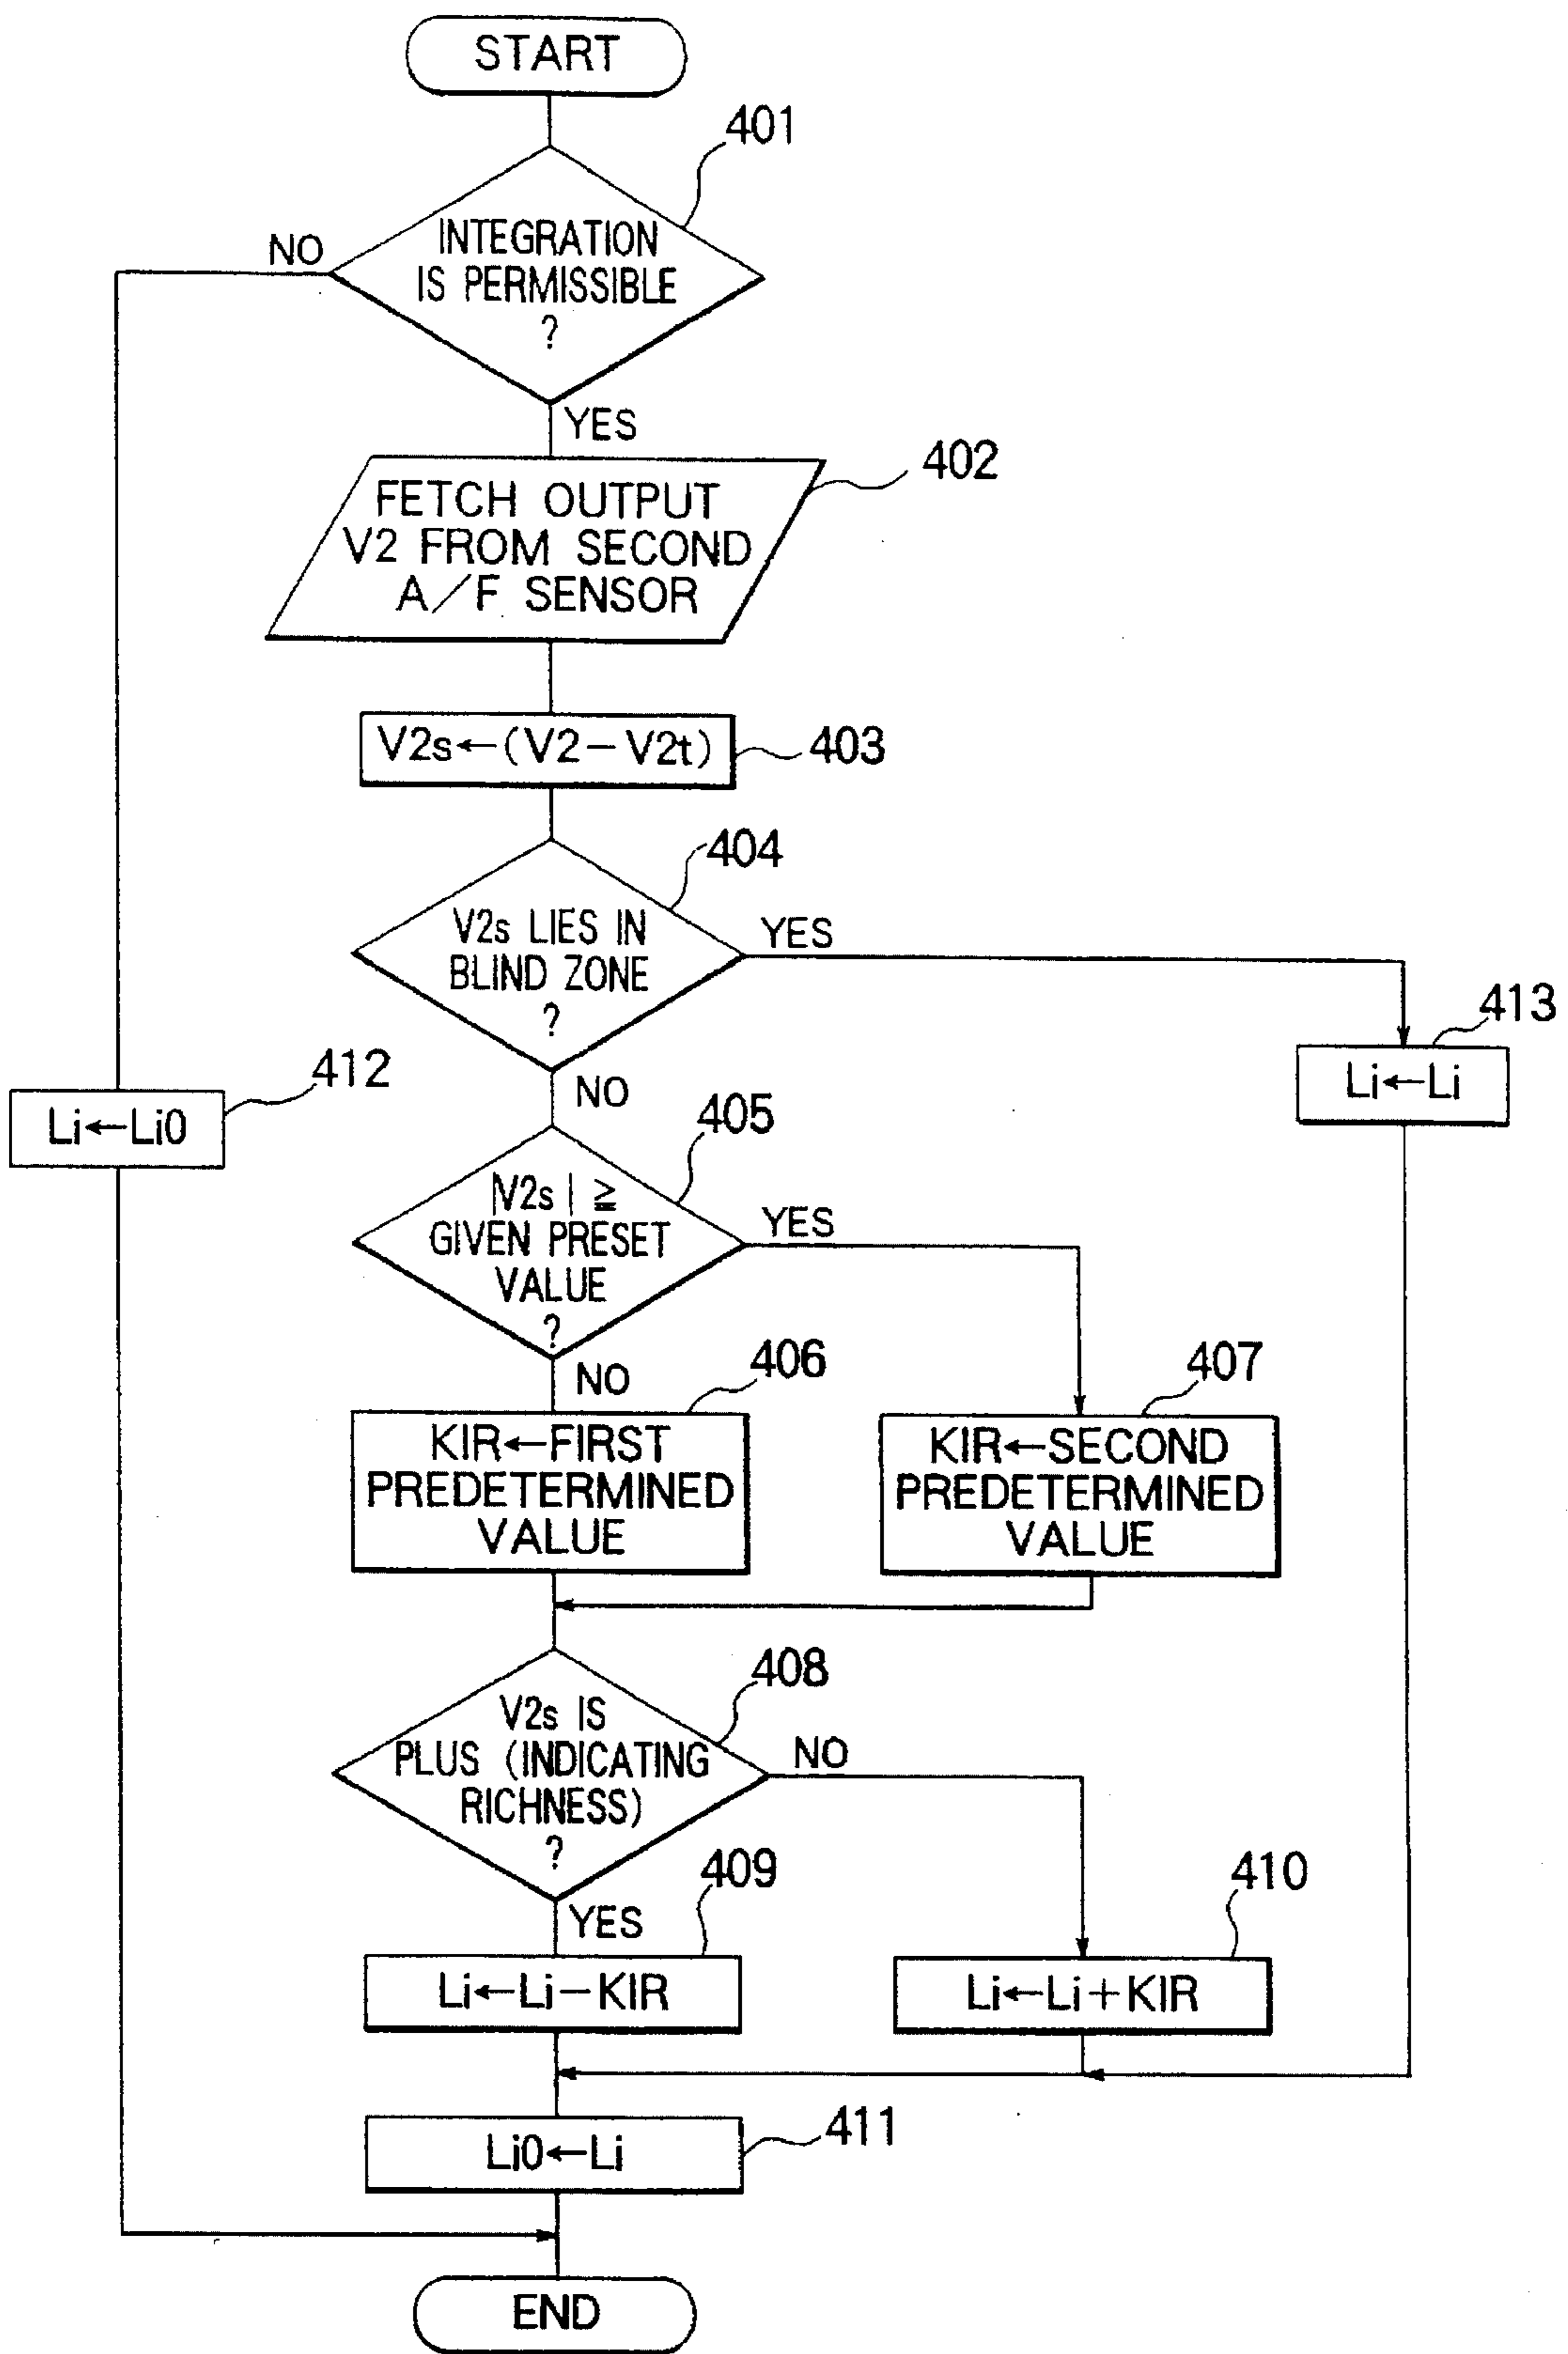 START
401
INTEGRATION
IS PERMISSIBLE
?
NO
YES
402
FETCH OUTPUT
V2 FROM SECOND
A/F SENSOR
V2s←(V2−V2t)
403
404
V2s LIES IN
BLIND ZONE
?
YES
NO
413
Li←Li
412
Li←Li0
405
|V2s| ≧
GIVEN PRESET
VALUE
?
YES
NO
406
KIR←FIRST
PREDETERMINED
VALUE
407
KIR←SECOND
PREDETERMINED
VALUE
408
V2s IS
PLUS (INDICATING
RICHNESS)
?
NO
YES
409
Li←Li−KIR
410
Li←Li+KIR
411
Li0←Li
END